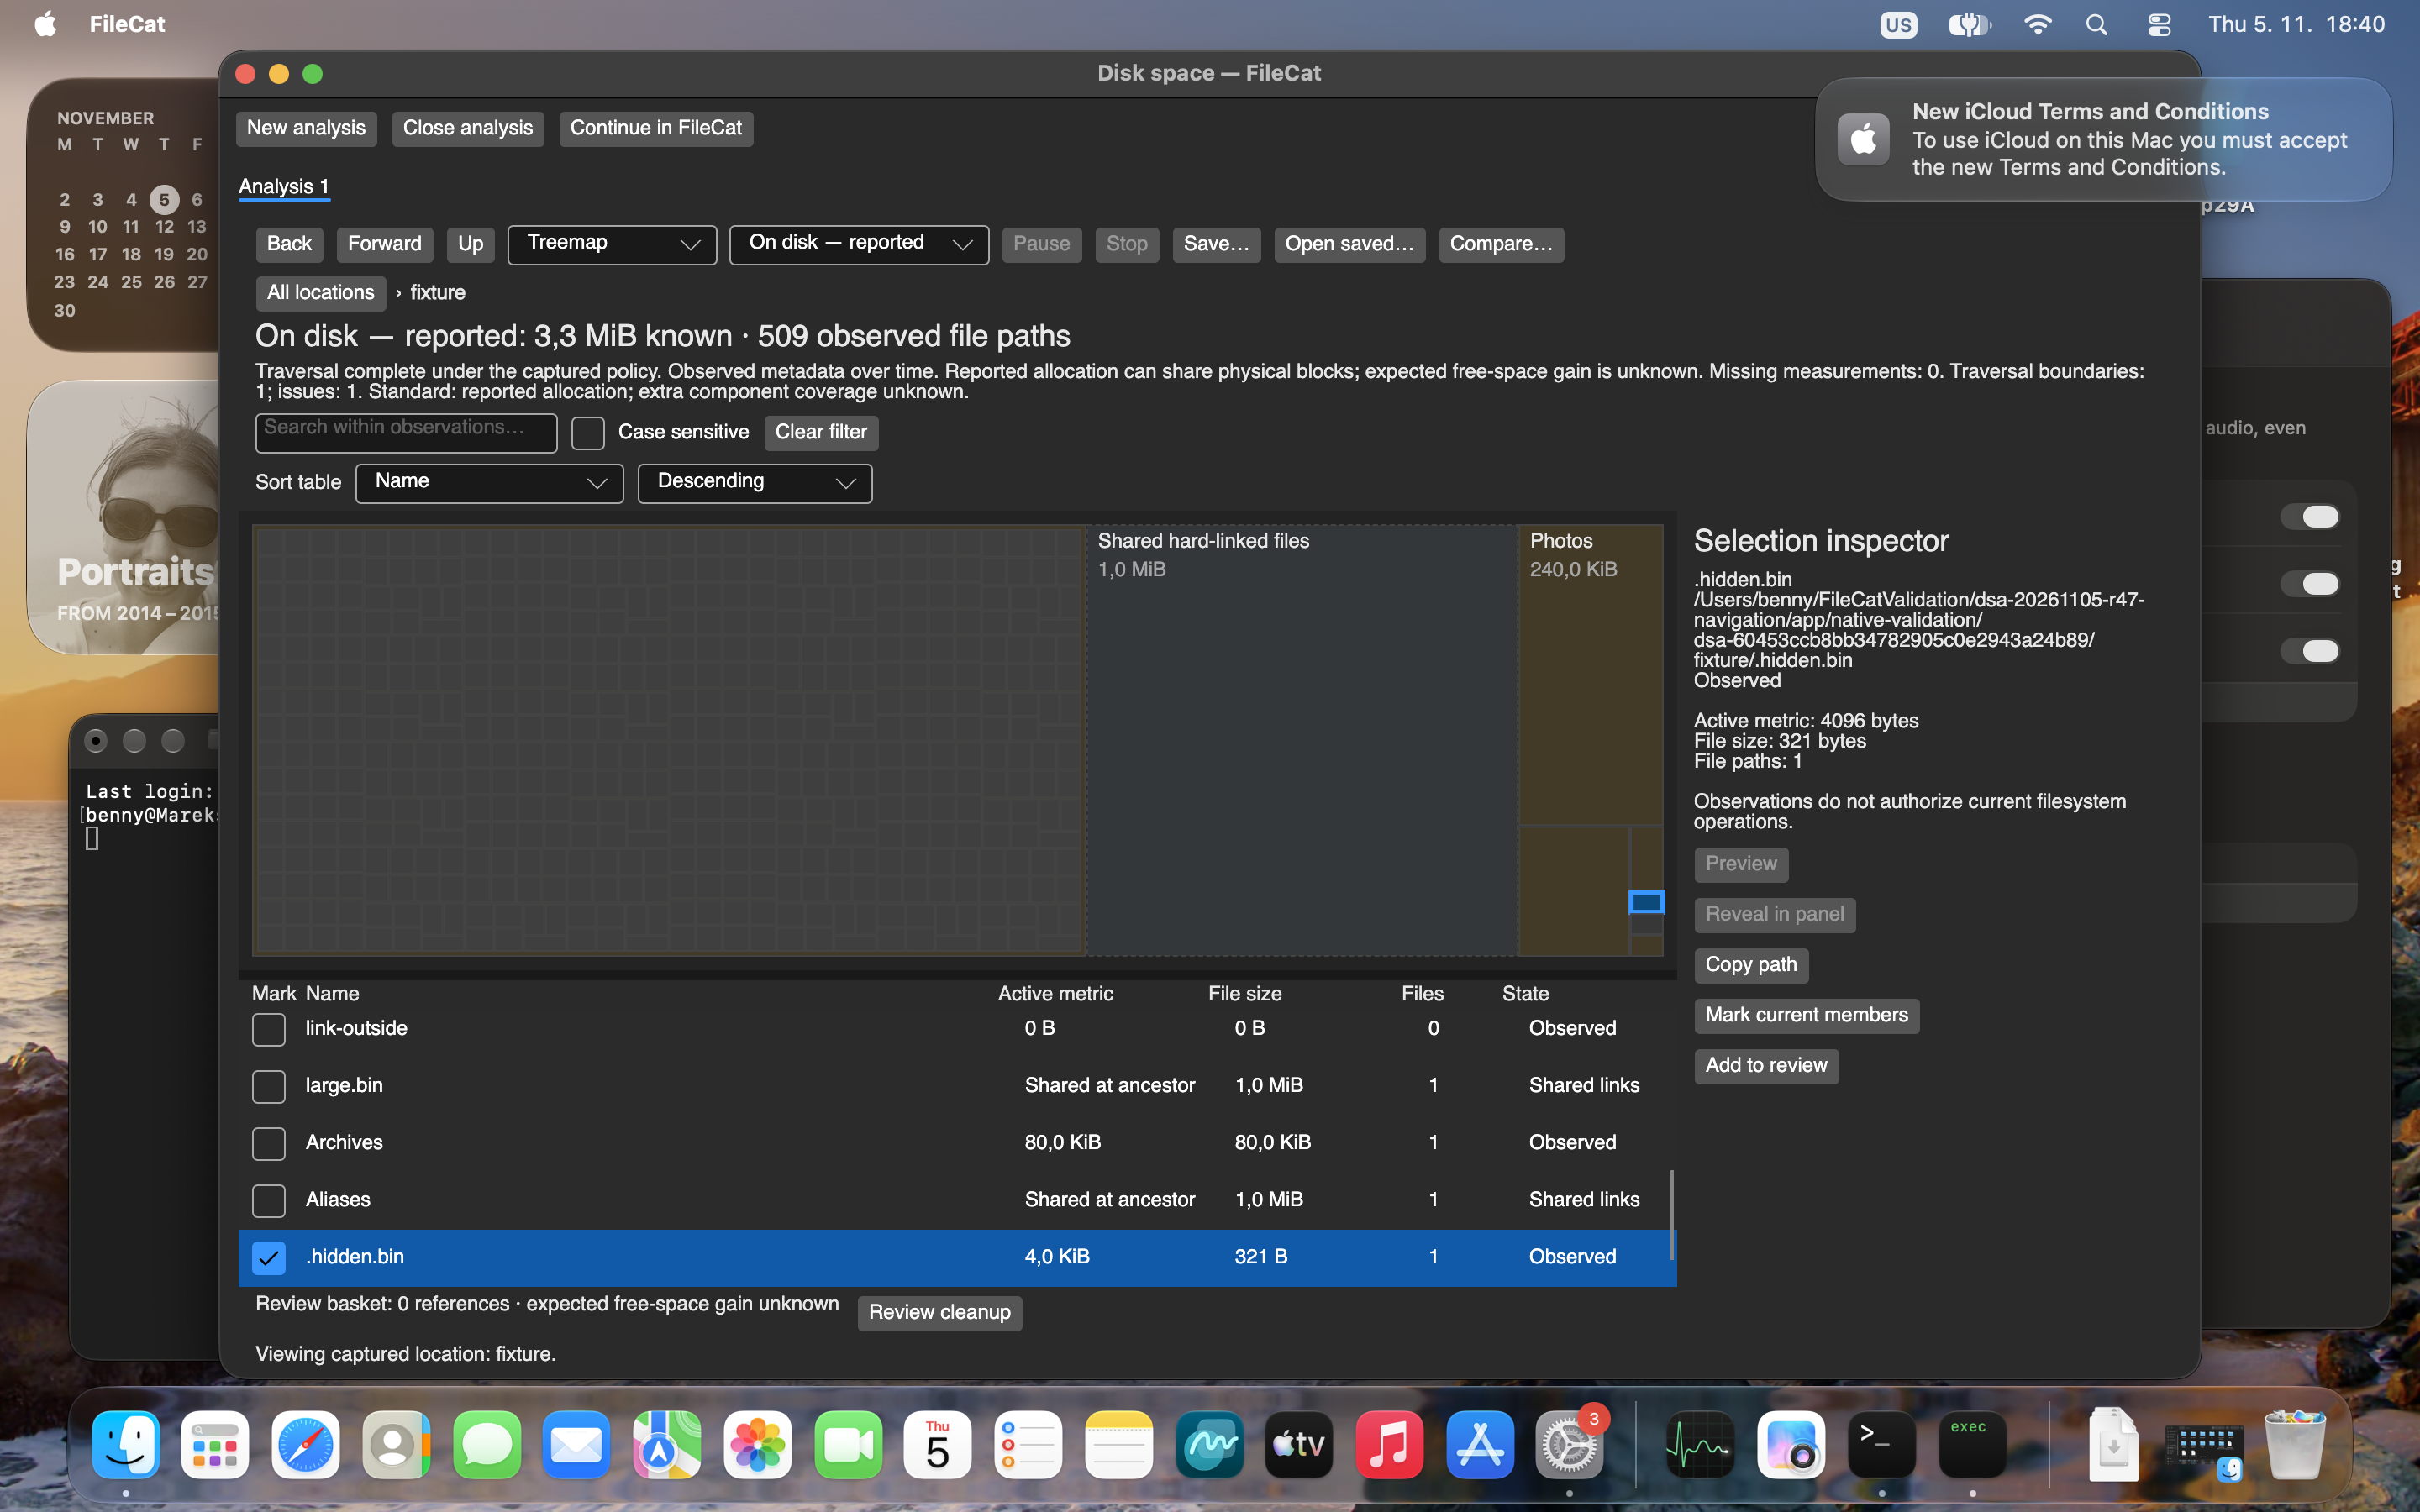 FileCat
US
Thu 5. 11. 18:40
Disk space — FileCat
New iCloud Terms and Conditions
To use iCloud on this Mac you must accept
the new Terms and Conditions.
p29A
NOVEMBER
M T W T F
2 3 4 5 6
9 10 11 12 13
16 17 18 19 20
23 24 25 26 27
30
Portraits
FROM 2014–2015
Last login:
[benny@Mareks
New analysis
Close analysis
Continue in FileCat
Analysis 1
Back
Forward
Up
Treemap
On disk — reported
Pause
Stop
Save…
Open saved…
Compare…
All locations › fixture
On disk — reported: 3,3 MiB known · 509 observed file paths
Traversal complete under the captured policy. Observed metadata over time. Reported allocation can share physical blocks; expected free-space gain is unknown. Missing measurements: 0. Traversal boundaries:
1; issues: 1. Standard: reported allocation; extra component coverage unknown.
Search within observations…
Case sensitive
Clear filter
Sort table
Name
Descending
Shared hard-linked files
1,0 MiB
Photos
240,0 KiB
Selection inspector
.hidden.bin
/Users/benny/FileCatValidation/dsa-20261105-r47-
navigation/app/native-validation/
dsa-60453ccb8bb34782905c0e2943a24b89/
fixture/.hidden.bin
Observed
Active metric: 4096 bytes
File size: 321 bytes
File paths: 1
Observations do not authorize current filesystem
operations.
Preview
Reveal in panel
Copy path
Mark current members
Add to review
Mark Name Active metric File size Files State
link-outside 0 B 0 B 0 Observed
large.bin Shared at ancestor 1,0 MiB 1 Shared links
Archives 80,0 KiB 80,0 KiB 1 Observed
Aliases Shared at ancestor 1,0 MiB 1 Shared links
.hidden.bin 4,0 KiB 321 B 1 Observed
Review basket: 0 references · expected free-space gain unknown
Review cleanup
Viewing captured location: fixture.
audio, even
g
t
Thu
5
tv
3
>_
exec